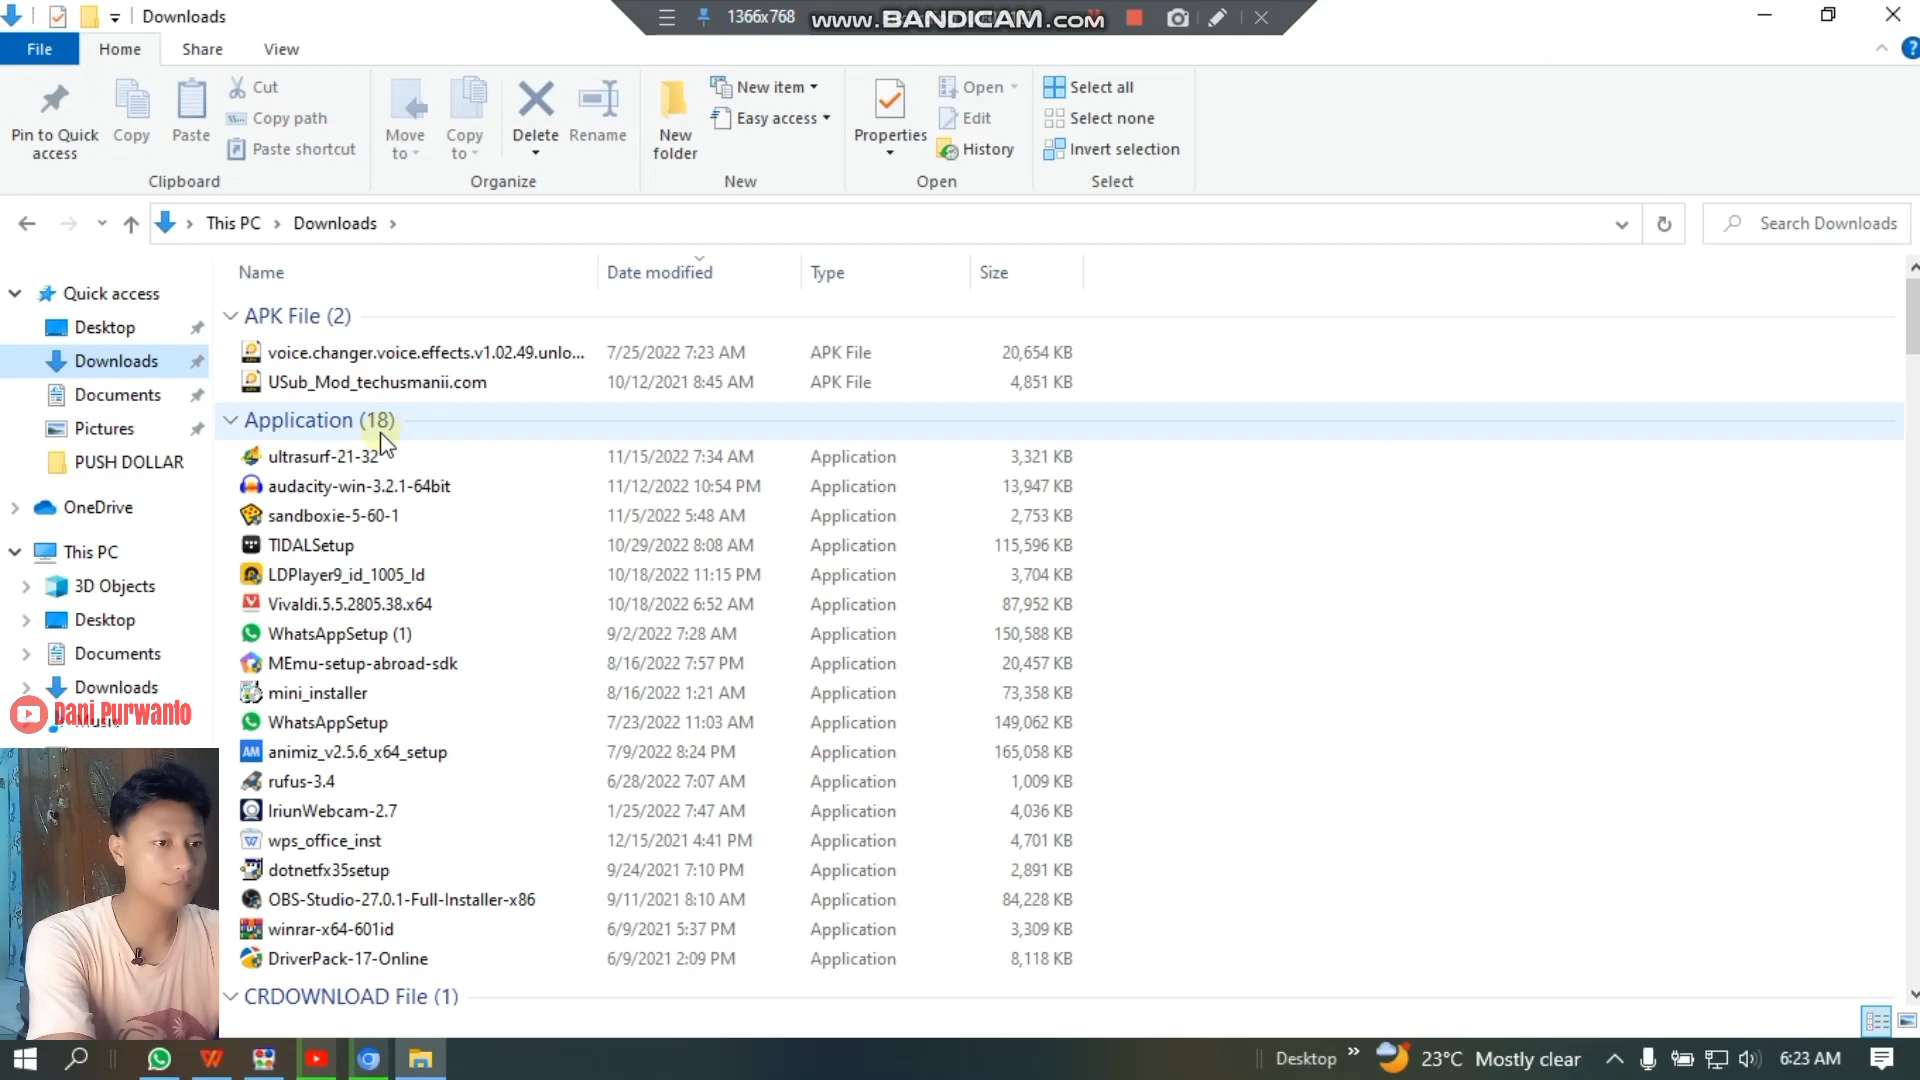 Downloads
1366x768
www.BANDICAM.com
File
Home
Share
View
Pin to Quick access
Copy
Paste
Cut
Copy path
Paste shortcut
Clipboard
Move to
Copy to
Delete
Rename
Organize
New folder
New item
Easy access
New
Properties
Open
Edit
History
Open
Select all
Select none
Invert selection
Select
This PC
Downloads
Search Downloads
Quick access
Desktop
Downloads
Documents
Pictures
PUSH DOLLAR
OneDrive
This PC
3D Objects
Desktop
Documents
Downloads
Music
Dani Purwanto
Name Date modified Type Size
APK File (2)
voice.changer.voice.effects.v1.02.49.unlo... 7/25/2022 7:23 AM APK File 20,654 KB
USub_Mod_techusmanii.com 10/12/2021 8:45 AM APK File 4,851 KB
Application (18)
ultrasurf-21-32 11/15/2022 7:34 AM Application 3,321 KB
audacity-win-3.2.1-64bit 11/12/2022 10:54 PM Application 13,947 KB
sandboxie-5-60-1 11/5/2022 5:48 AM Application 2,753 KB
TIDALSetup 10/29/2022 8:08 AM Application 115,596 KB
LDPlayer9_id_1005_ld 10/18/2022 11:15 PM Application 3,704 KB
Vivaldi.5.5.2805.38.x64 10/18/2022 6:52 AM Application 87,952 KB
WhatsAppSetup (1) 9/2/2022 7:28 AM Application 150,588 KB
MEmu-setup-abroad-sdk 8/16/2022 7:57 PM Application 20,457 KB
mini_installer 8/16/2022 1:21 AM Application 73,358 KB
WhatsAppSetup 7/23/2022 11:03 AM Application 149,062 KB
animiz_v2.5.6_x64_setup 7/9/2022 8:24 PM Application 165,058 KB
rufus-3.4 6/28/2022 7:07 AM Application 1,009 KB
IriunWebcam-2.7 1/25/2022 7:47 AM Application 4,036 KB
wps_office_inst 12/15/2021 4:41 PM Application 4,701 KB
dotnetfx35setup 9/24/2021 7:10 PM Application 2,891 KB
OBS-Studio-27.0.1-Full-Installer-x86 9/11/2021 8:10 AM Application 84,228 KB
winrar-x64-601id 6/9/2021 5:37 PM Application 3,309 KB
DriverPack-17-Online 6/9/2021 2:09 PM Application 8,118 KB
CRDOWNLOAD File (1)
Desktop
23°C Mostly clear
6:23 AM